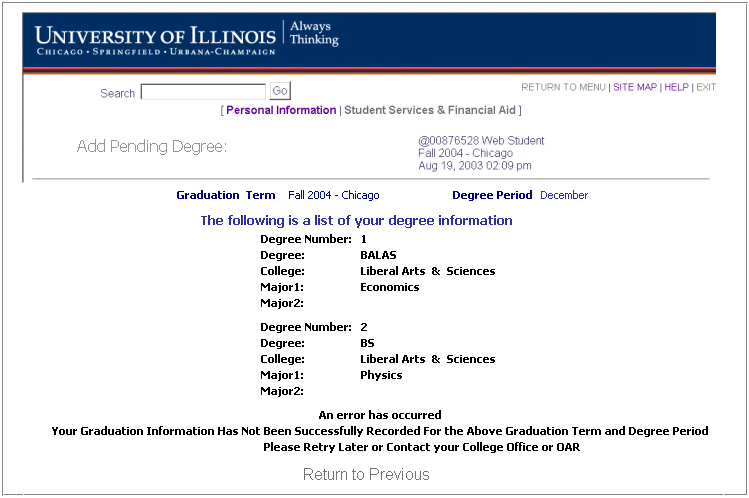 UNIVERSITY OF ILLINOIS
CHICAGO • SPRINGFIELD • URBANA-CHAMPAIGN
Always
Thinking
Search Go
RETURN TO MENU | SITE MAP | HELP | EXIT
[ Personal Information | Student Services & Financial Aid ]
Add Pending Degree:
@00876528 Web Student
Fall 2004 - Chicago
Aug 19, 2003 02:09 pm
Graduation Term Fall 2004 - Chicago Degree Period December
The following is a list of your degree information
Degree Number: 1
Degree: BALAS
College: Liberal Arts & Sciences
Major1: Economics
Major2:
Degree Number: 2
Degree: BS
College: Liberal Arts & Sciences
Major1: Physics
Major2:
An error has occurred
Your Graduation Information Has Not Been Successfully Recorded For the Above Graduation Term and Degree Period
Please Retry Later or Contact your College Office or OAR
Return to Previous